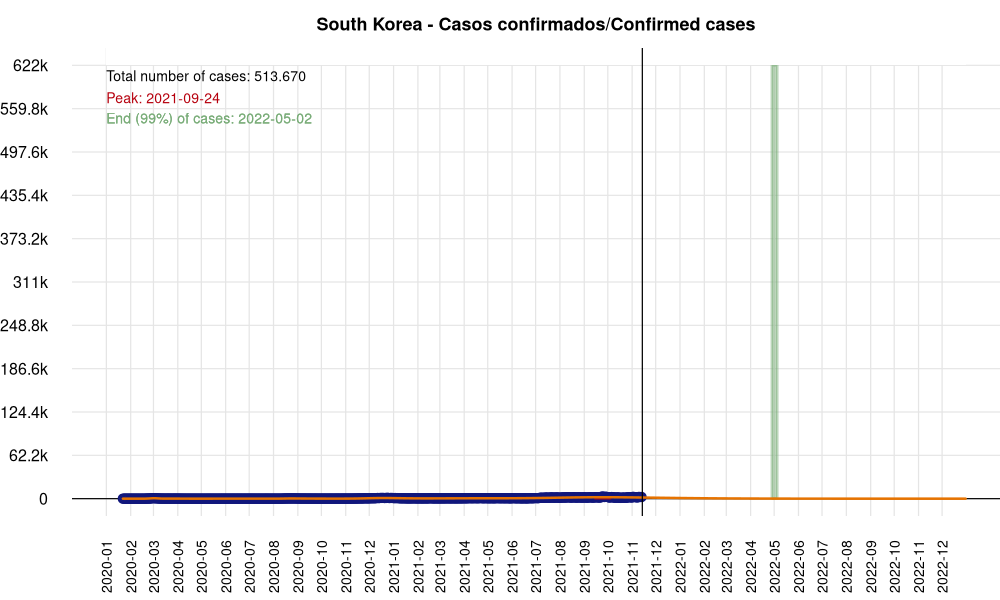 South Korea - Casos confirmados/Confirmed cases
622k
Total number of cases: 513.670
Peak: 2021-09-24
559.8k
End (99%) of cases: 2022-05-02
497.6k
435.4k
373.2k
311k
248.8k
186.6k
124.4k
62.2k
0
2020-01
2020-02
2020-03
2020-04
2020-05
2020-06
2020-07
2020-08
2020-09
2020-10
2020-11
2020-12
2021-01
2021-02
2021-03
2021-04
2021-05
2021-06
2021-07
2021-08
2021-09
2021-10
2021-11
2021-12
2022-01
2022-02
2022-03
2022-04
2022-05
2022-06
2022-07
2022-08
2022-09
2022-10
2022-11
2022-12